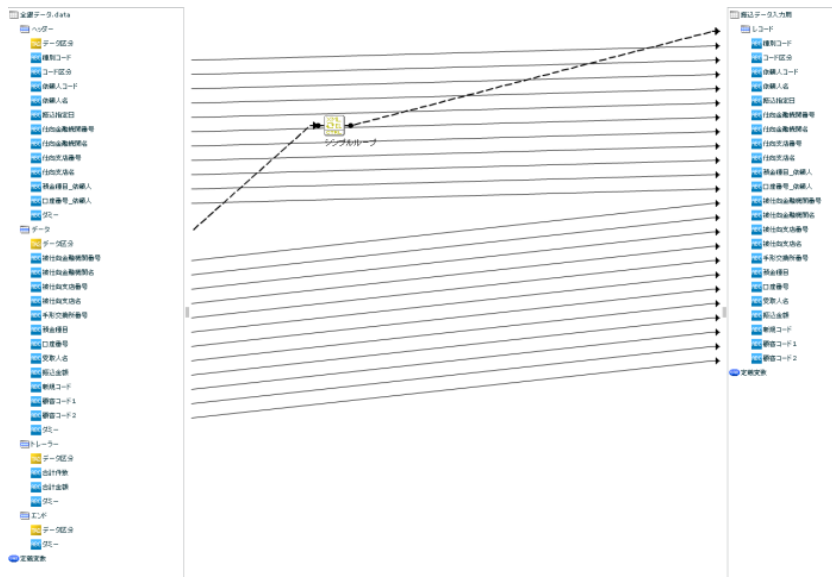 全銀データ.data
ヘッダー
データ区分
種別コード
コード区分
依頼人コード
依頼人名
振込指定日
仕向金融機関番号
仕向金融機関名
仕向支店番号
仕向支店名
預金種目_依頼人
口座番号_依頼人
ダミー
データ
データ区分
被仕向金融機関番号
被仕向金融機関名
被仕向支店番号
被仕向支店名
手形交換所番号
預金種目
口座番号
受取人名
振込金額
新規コード
顧客コード1
顧客コード2
ダミー
トレーラー
データ区分
合計件数
合計金額
ダミー
エンド
データ区分
ダミー
定義変数
シンプルループ
振込データ入力用
レコード
種別コード
コード区分
依頼人コード
依頼人名
振込指定日
仕向金融機関番号
仕向金融機関名
仕向支店番号
仕向支店名
預金種目_依頼人
口座番号_依頼人
被仕向金融機関番号
被仕向金融機関名
被仕向支店番号
被仕向支店名
手形交換所番号
預金種目
口座番号
受取人名
振込金額
新規コード
顧客コード1
顧客コード2
定義変数